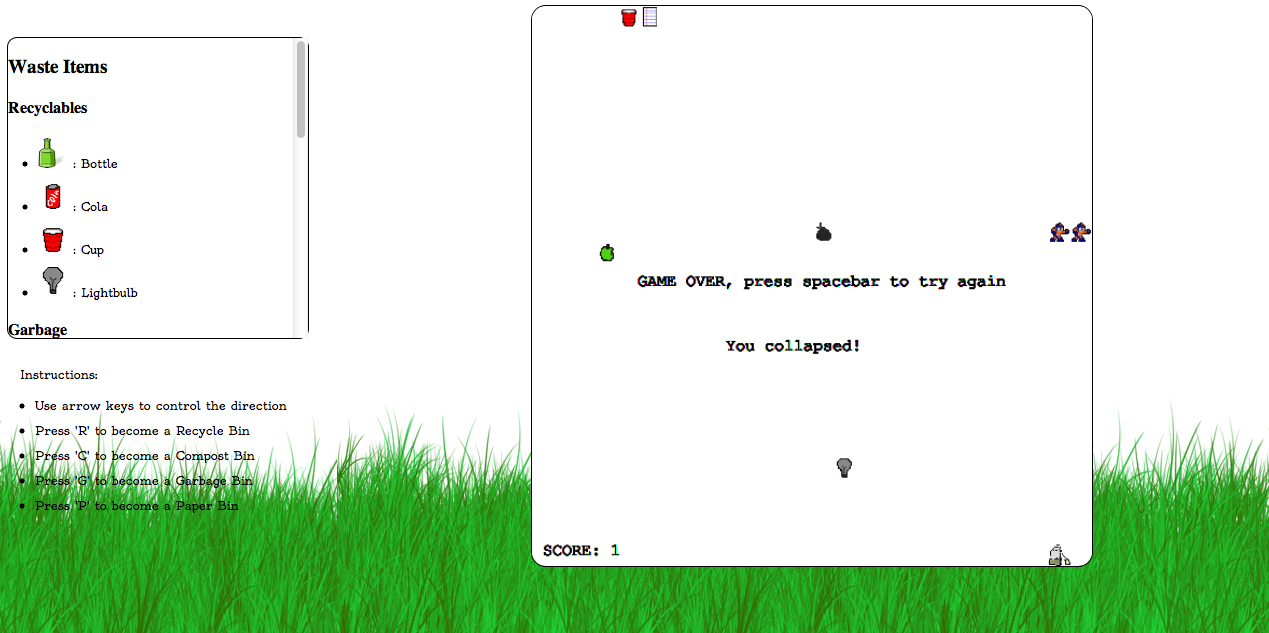 Waste Items
Recyclables
: Bottle
: Cola
: Cup
: Lightbulb
Garbage
Instructions:
Use arrow keys to control the direction
Press 'R' to become a Recycle Bin
Press 'C' to become a Compost Bin
Press 'G' to become a Garbage Bin
Press 'P' to become a Paper Bin
GAME OVER, press spacebar to try again
You collapsed!
SCORE: 1